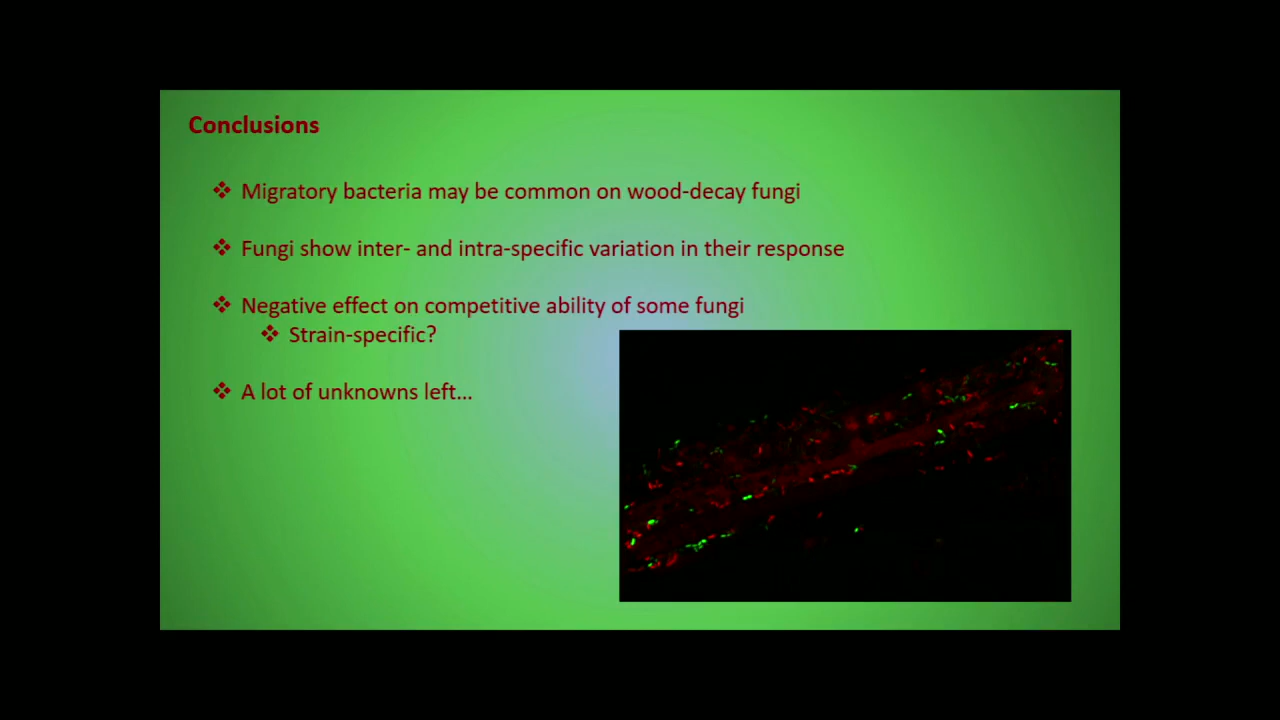 Conclusions
❖ Migratory bacteria may be common on wood-decay fungi
❖ Fungi show inter- and intra-specific variation in their response
❖ Negative effect on competitive ability of some fungi
❖ Strain-specific?
❖ A lot of unknowns left...